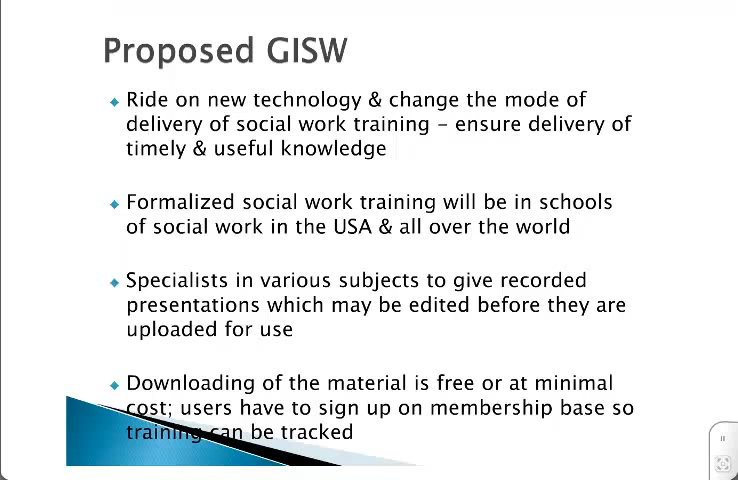 Proposed GISW
Ride on new technology & change the mode of
delivery of social work training – ensure delivery of
timely & useful knowledge
Formalized social work training will be in schools
of social work in the USA & all over the world
Specialists in various subjects to give recorded
presentations which may be edited before they are
uploaded for use
Downloading of the material is free or at minimal
cost; users have to sign up on membership base so
training can be tracked